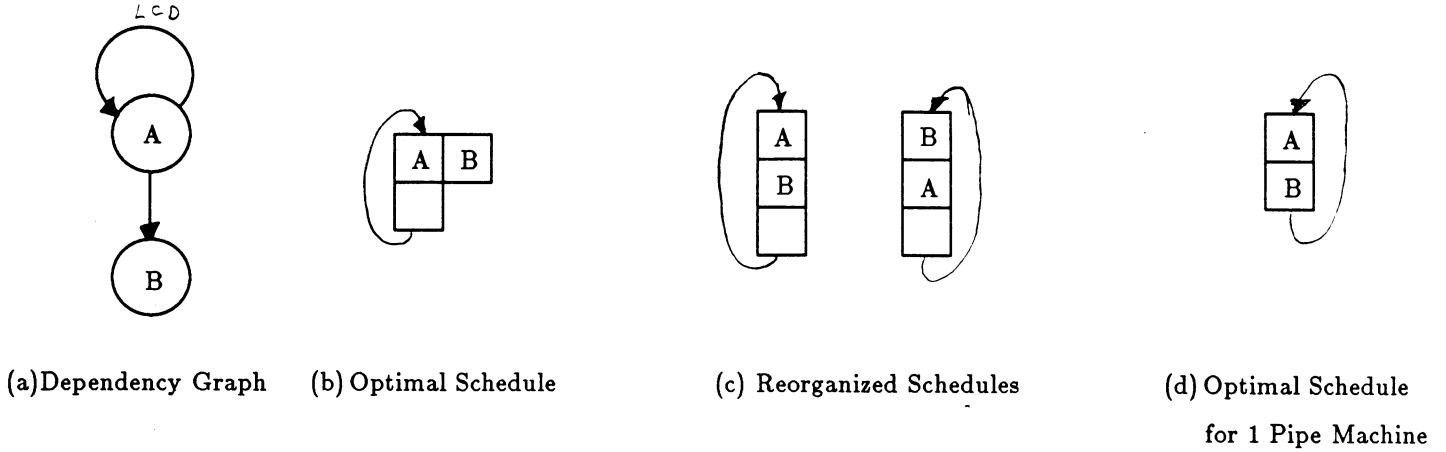 LCD
A
B
A B
A
B
B
A
A
B
(a)Dependency Graph
(b) Optimal Schedule
(c) Reorganized Schedules
(d) Optimal Schedule
for 1 Pipe Machine